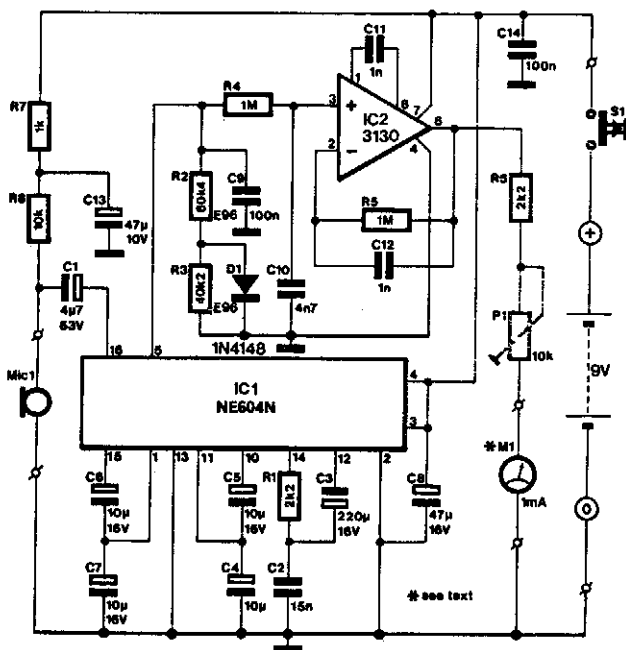 C11
1n
C14
100n
R7
1k
R4
1M
3
+
1
8
7
6
IC2
3130
2
−
4
S1
R2
60k4
E96
C9
100n
R5
1M
C12
1n
R5
2k2
R6
10k
C13
47µ
10V
C1
4µ7
63V
R3
40k2
E96
D1
1N4148
C10
4n7
P1
10k
+
9V
16
5
Mic1
IC1
NE604N
4
3
15
1
13
11
10
14
12
2
C6
10µ
16V
C5
10µ
16V
R1
2k2
C3
220µ
16V
C8
47µ
16V
* M1
1mA
C7
10µ
16V
C4
10µ
C2
15n
* see text
0